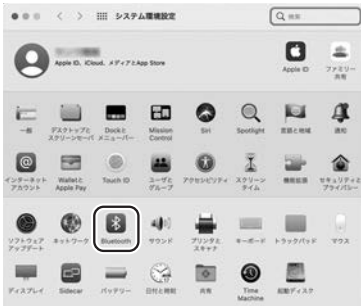 システム環境設定
検索
Apple ID、iCloud、メディアとApp Store
Apple ID
ファミリー
共有
一般
デスクトップと
スクリーンセーバ
Dockと
メニューバー
Mission
Control
Siri
Spotlight
言語と地域
通知
インターネット
アカウント
Walletと
Apple Pay
Touch ID
ユーザと
グループ
アクセシビリティ
スクリーン
タイム
機能拡張
セキュリティと
プライバシー
ソフトウェア
アップデート
ネットワーク
Bluetooth
サウンド
プリンタと
スキャナ
キーボード
トラックパッド
マウス
ディスプレイ
Sidecar
バッテリー
日付と時刻
共有
Time
Machine
起動ディスク